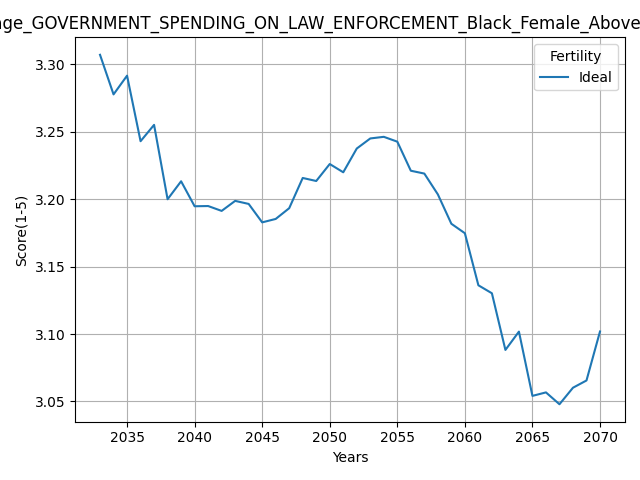 age_GOVERNMENT_SPENDING_ON_LAW_ENFORCEMENT_Black_Female_Above
Fertility
Ideal
3.30
3.25
3.20
3.15
3.10
3.05
Score(1-5)
2035 2040 2045 2050 2055 2060 2065 2070
Years